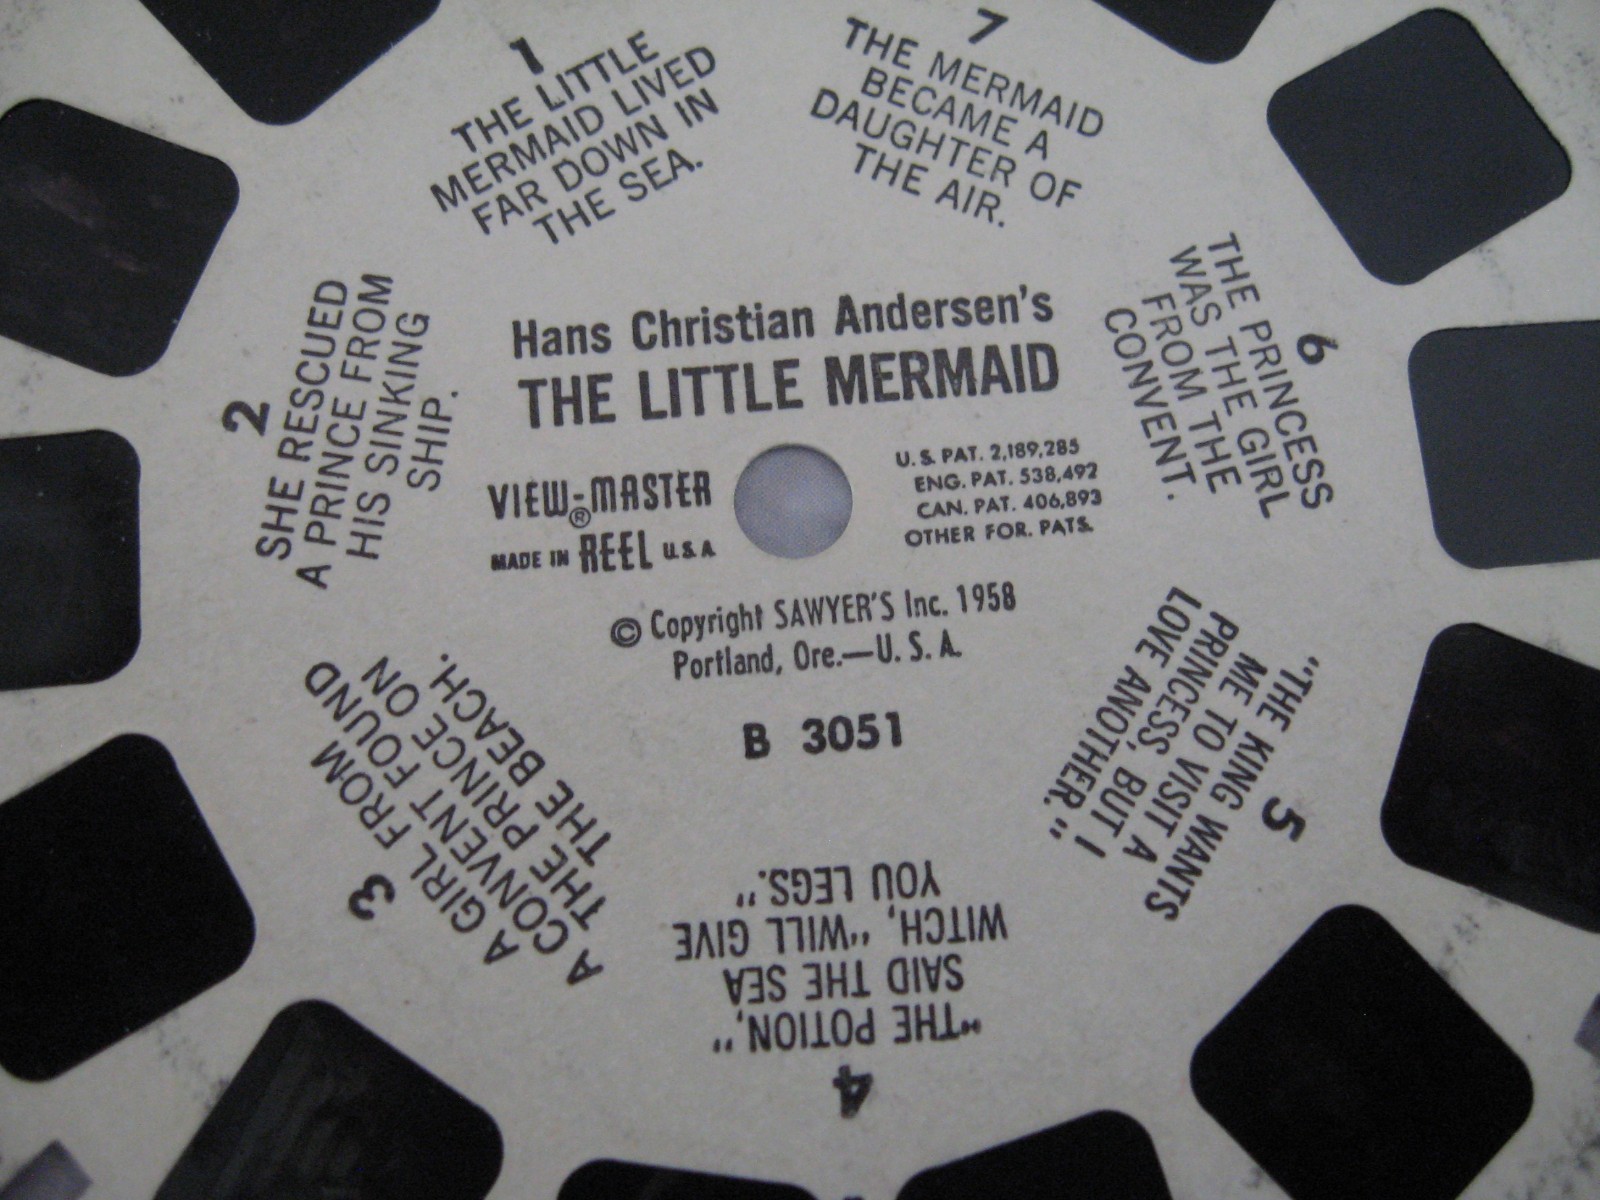 Hans Christian Andersen's
THE LITTLE MERMAID
VIEW-MASTER
®
MADE IN REEL U.S.A.
U.S. PAT. 2,189,285
ENG. PAT. 538,492
CAN. PAT. 406,893
OTHER FOR. PATS.
© Copyright SAWYER'S Inc. 1958
Portland, Ore.—U. S. A.
B 3051
1
THE LITTLE
MERMAID LIVED
FAR DOWN IN
THE SEA.
2
SHE RESCUED
A PRINCE FROM
HIS SINKING
SHIP.
3
A GIRL FROM
A CONVENT FOUND
THE PRINCE ON
THE BEACH.
4
"THE POTION,"
SAID THE SEA
WITCH, "WILL GIVE
YOU LEGS."
5
"THE KING WANTS
ME TO VISIT A
PRINCESS, BUT I
LOVE ANOTHER."
6
THE PRINCESS
WAS THE GIRL
FROM THE
CONVENT.
7
THE MERMAID
BECAME A
DAUGHTER OF
THE AIR.